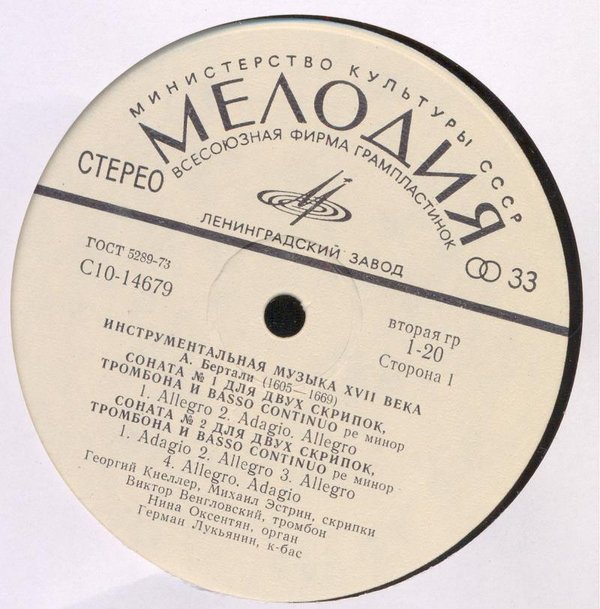 МИНИСТЕРСТВО КУЛЬТУРЫ СССР
МЕЛОДИЯ
ВСЕСОЮЗНАЯ ФИРМА ГРАМПЛАСТИНОК
СТЕРЕО
ЛЕНИНГРАДСКИЙ ЗАВОД
33
ГОСТ 5289-73
С10-14679
вторая гр
1-20
Сторона 1
ИНСТРУМЕНТАЛЬНАЯ МУЗЫКА XVII ВЕКА
А. Бертали (1605—1669)
СОНАТА № 1 ДЛЯ ДВУХ СКРИПОК,
ТРОМБОНА И BASSO CONTINUO ре минор
1. Allegro 2. Adagio. Allegro
СОНАТА № 2 ДЛЯ ДВУХ СКРИПОК,
ТРОМБОНА И BASSO CONTINUO ре минор
1. Adagio 2. Allegro 3. Allegro
4. Allegro. Adagio
Георгий Кнеллер, Михаил Эстрин, скрипки
Виктор Венгловский, тромбон
Нина Оксентян, орган
Герман Лукьянин, к-бас